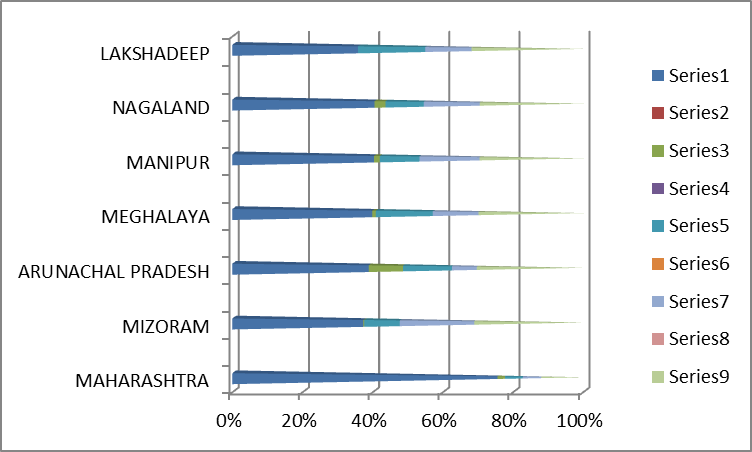 LAKSHADEEP
NAGALAND
MANIPUR
MEGHALAYA
ARUNACHAL PRADESH
MIZORAM
MAHARASHTRA
0% 20% 40% 60% 80% 100%
Series1
Series2
Series3
Series4
Series5
Series6
Series7
Series8
Series9